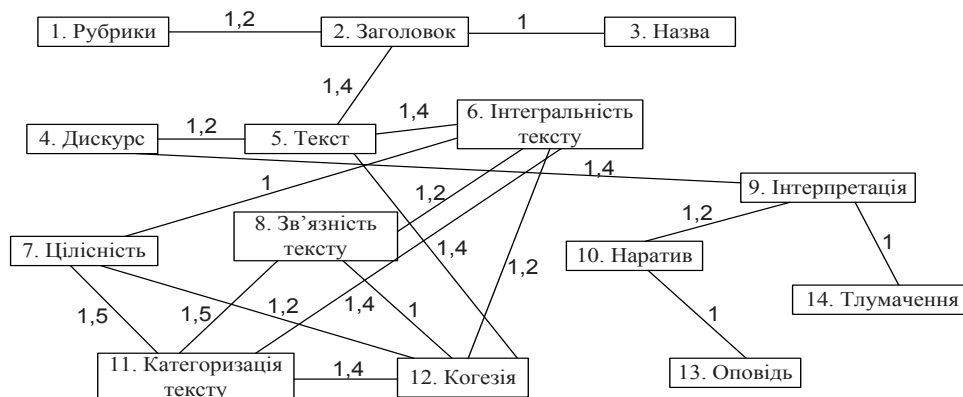 1. Рубрики
1,2
2. Заголовок
1
3. Назва
1,4
4. Дискурс
1,2
5. Текст
1,4
6. Інтегральність
тексту
1
1,2
1,4
9. Інтерпретація
7. Цілісність
8. Зв’язність
тексту
1,4
1,2
1,2
10. Наратив
1
14. Тлумачення
1,5
1,5
1,2
1,4
1
1
11. Категоризація
тексту
1,4
12. Когезія
13. Оповідь